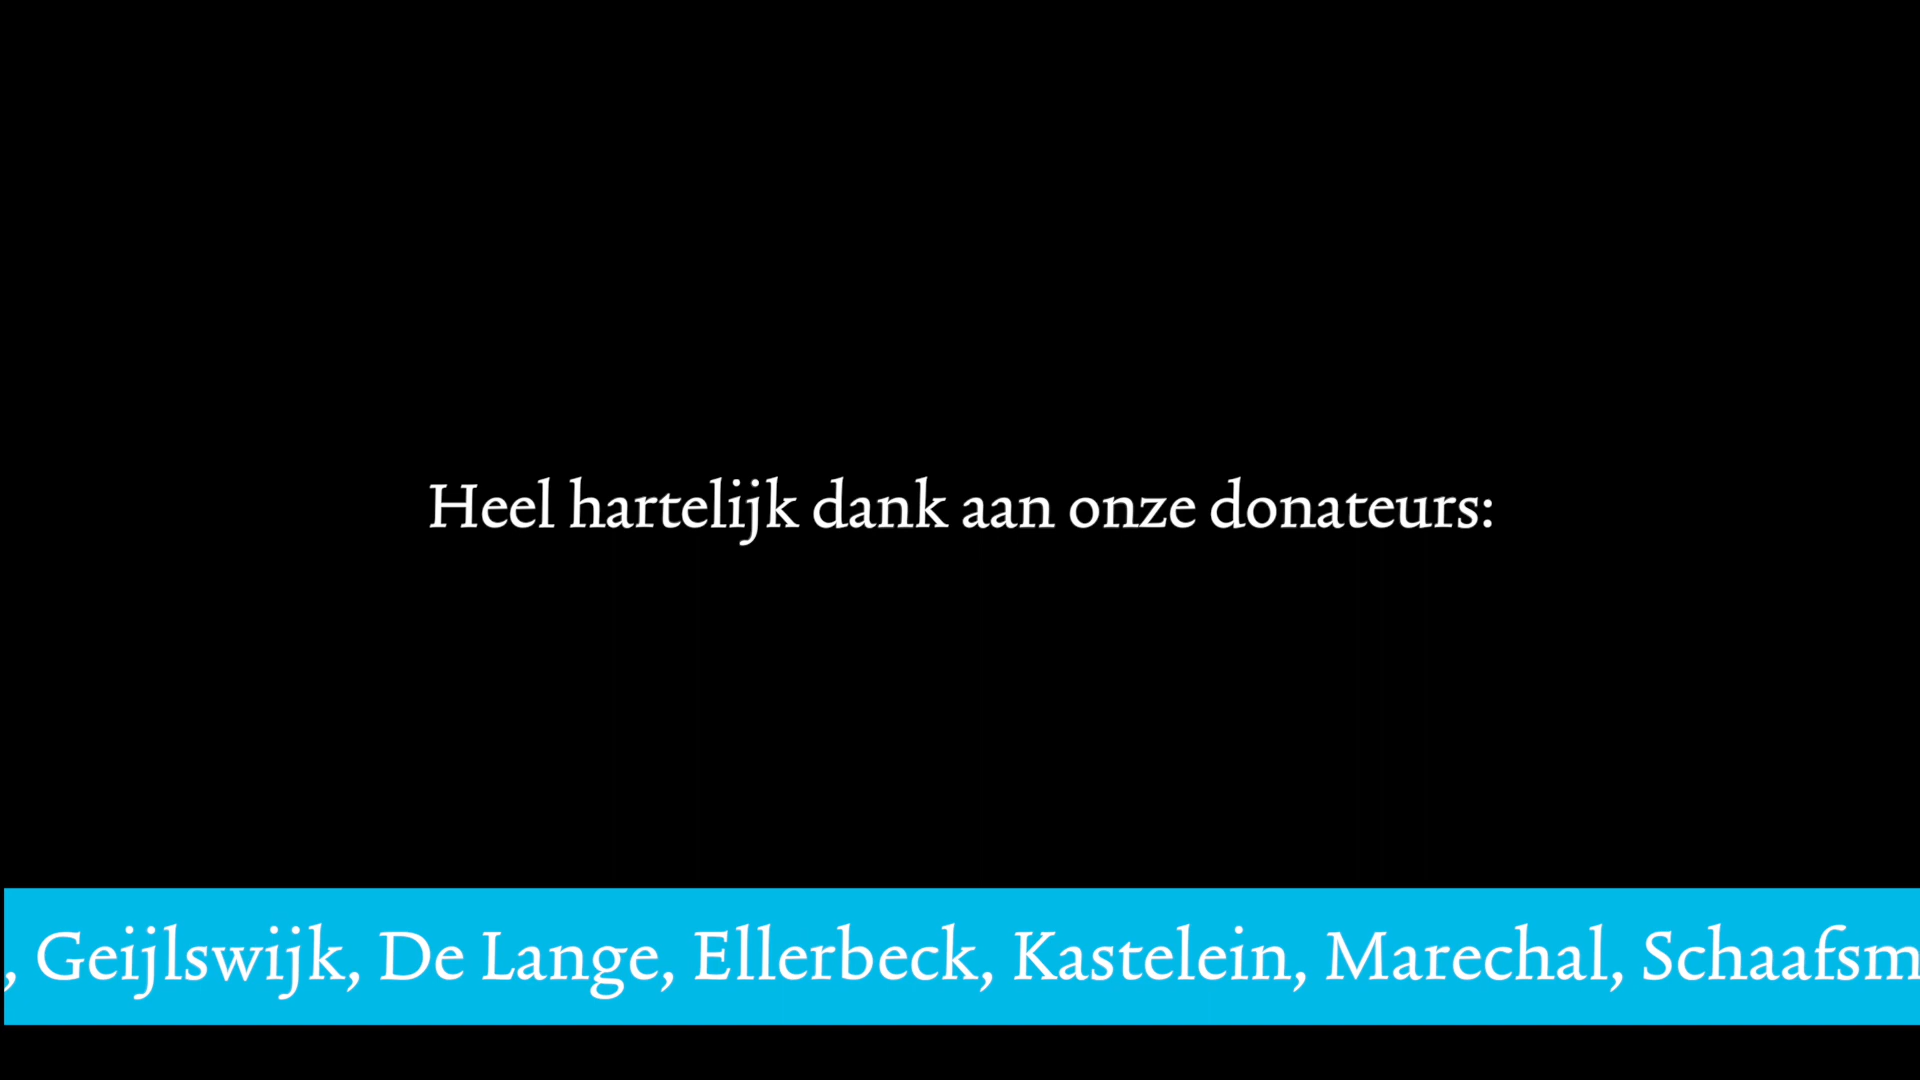 Heel hartelijk dank aan onze donateurs:
, Geijlswijk, De Lange, Ellerbeck, Kastelein, Marechal, Schaafsm